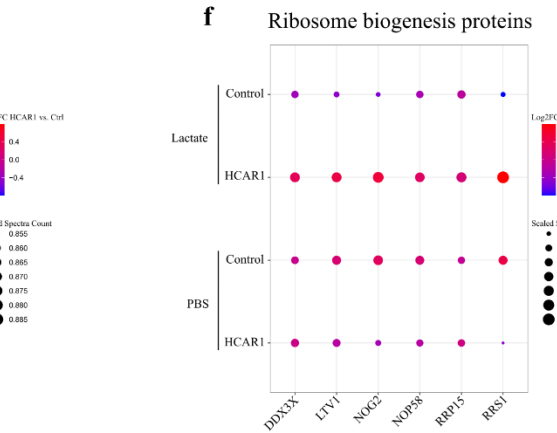 f
Ribosome biogenesis proteins
FC HCAR1 vs. Ctrl
0.4
0.0
−0.4
d Spectra Count
0.855
0.860
0.865
0.870
0.875
0.880
0.885
Lactate
Control
HCAR1
PBS
Control
HCAR1
DDX3X
LTV1
NOG2
NOP58
RRP15
RRS1
Log2FC
Scaled